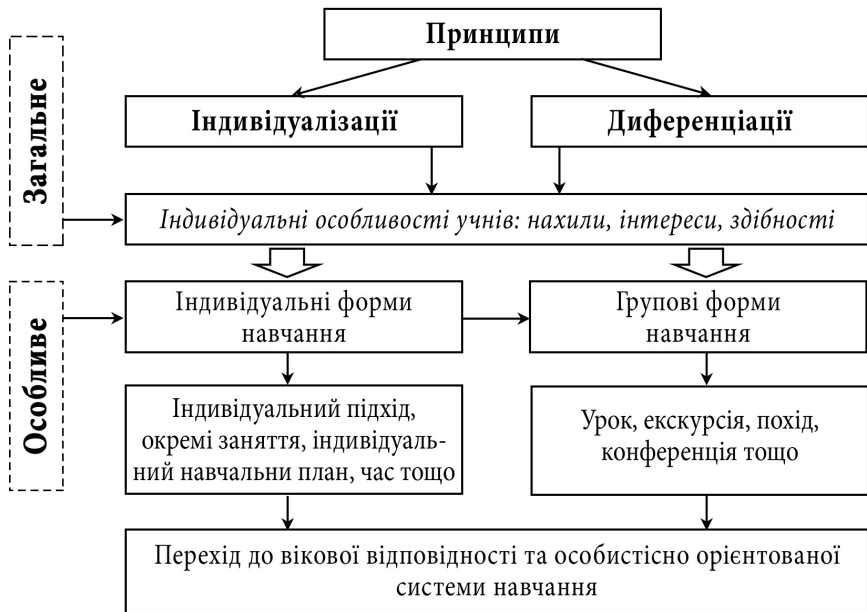 Принципи
Загальне
Індивідуалізації
Диференціації
Індивідуальні особливості учнів: нахили, інтереси, здібності
Особливе
Індивідуальні форми
навчання
Групові форми
навчання
Індивідуальний підхід,
окремі заняття, індивідуаль-
ний навчальни план, час тощо
Урок, екскурсія, похід,
конференція тощо
Перехід до вікової відповідності та особистісно орієнтованої
системи навчання